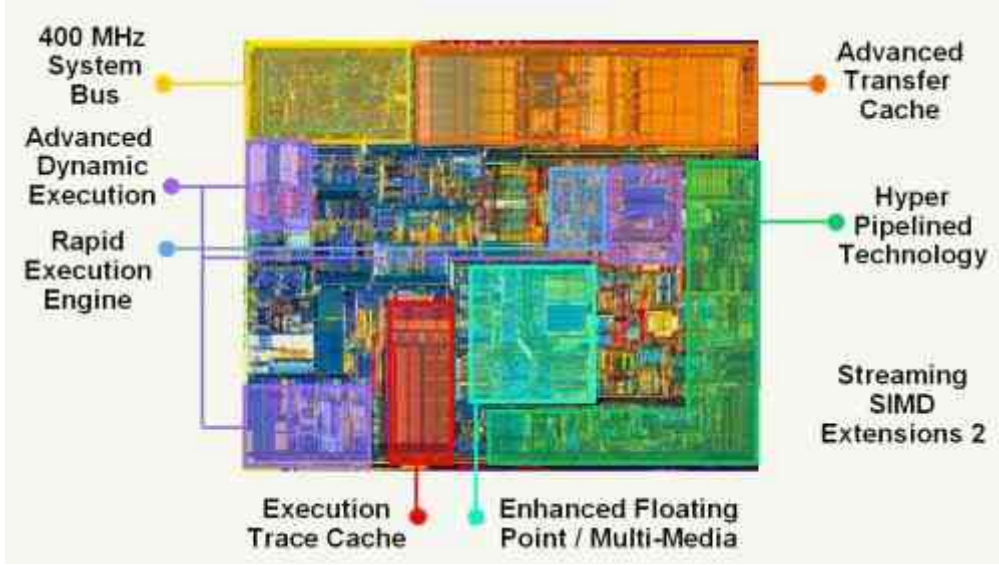 400 MHz
System
Bus
Advanced
Dynamic
Execution
Rapid
Execution
Engine
Advanced
Transfer
Cache
Hyper
Pipelined
Technology
Streaming
SIMD
Extensions 2
Execution
Trace Cache
Enhanced Floating
Point / Multi-Media